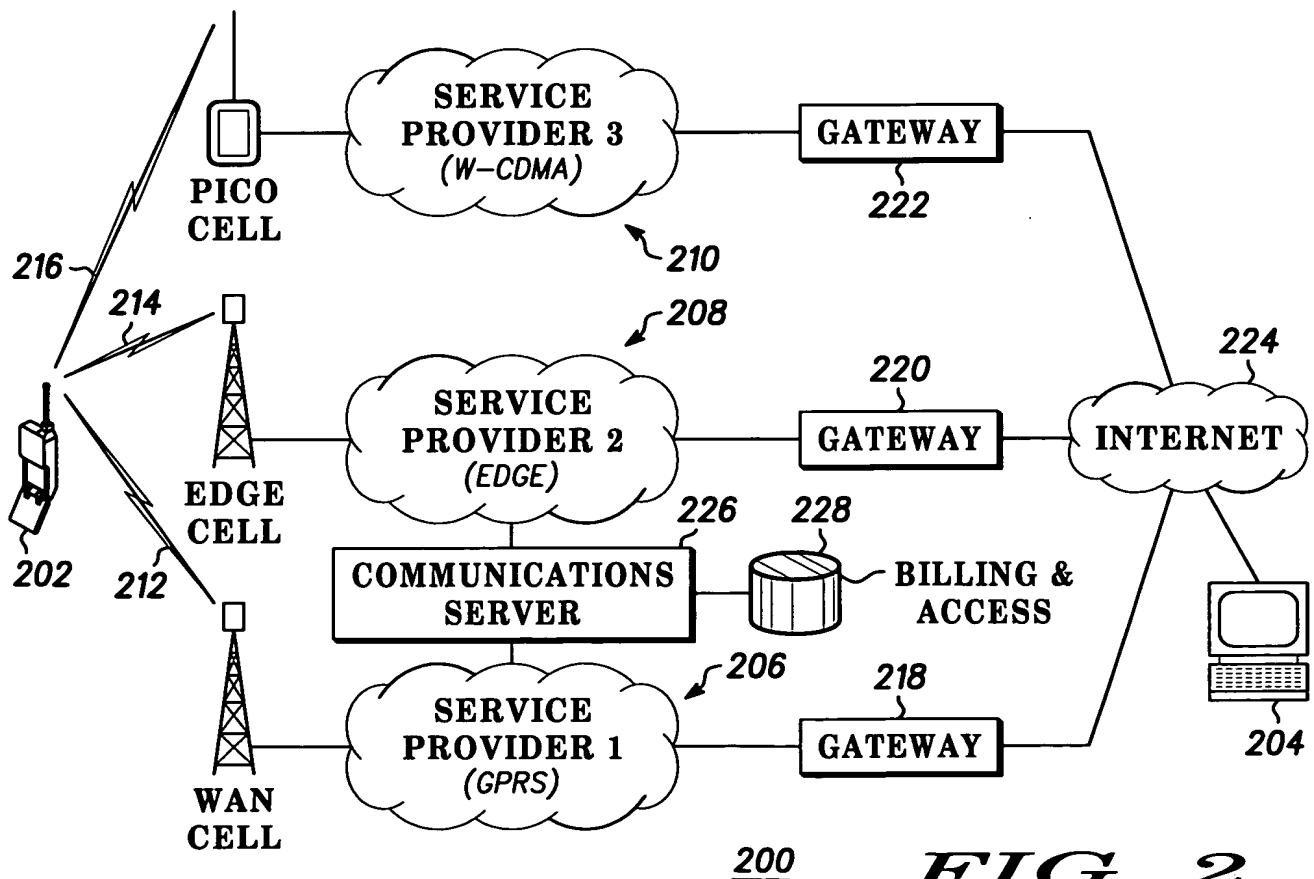 SERVICE
PROVIDER 3
(W-CDMA)
GATEWAY
222
PICO
CELL
210
216
214
208
224
SERVICE
PROVIDER 2
(EDGE)
220
GATEWAY
INTERNET
EDGE
CELL
202
212
226
228
COMMUNICATIONS
SERVER
BILLING &
ACCESS
206
218
SERVICE
PROVIDER 1
(GPRS)
GATEWAY
204
WAN
CELL
200
FIG. 2